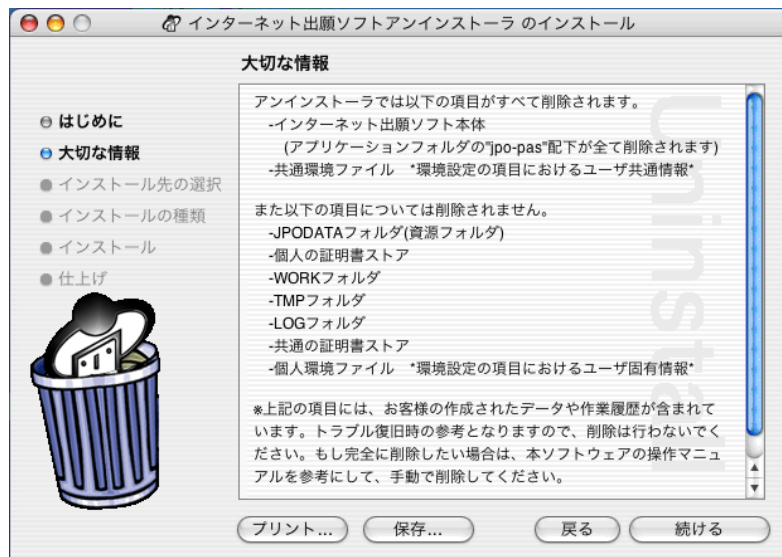 インターネット出願ソフトアンインストーラ のインストール
大切な情報
はじめに
大切な情報
インストール先の選択
インストールの種類
インストール
仕上げ
アンインストーラでは以下の項目がすべて削除されます。
-インターネット出願ソフト本体
(アプリケーションフォルダの"jpo-pas"配下が全て削除されます)
-共通環境ファイル　*環境設定の項目におけるユーザ共通情報*
また以下の項目については削除されません。
-JPODATAフォルダ(資源フォルダ)
-個人の証明書ストア
-WORKフォルダ
-TMPフォルダ
-LOGフォルダ
-共通の証明書ストア
-個人環境ファイル　*環境設定の項目におけるユーザ固有情報*
※上記の項目には、お客様の作成されたデータや作業履歴が含まれて
います。トラブル復旧時の参考となりますので、削除は行わないでく
ださい。もし完全に削除したい場合は、本ソフトウェアの操作マニュ
アルを参考にして、手動で削除してください。
Uninstall
プリント...
保存...
戻る
続ける